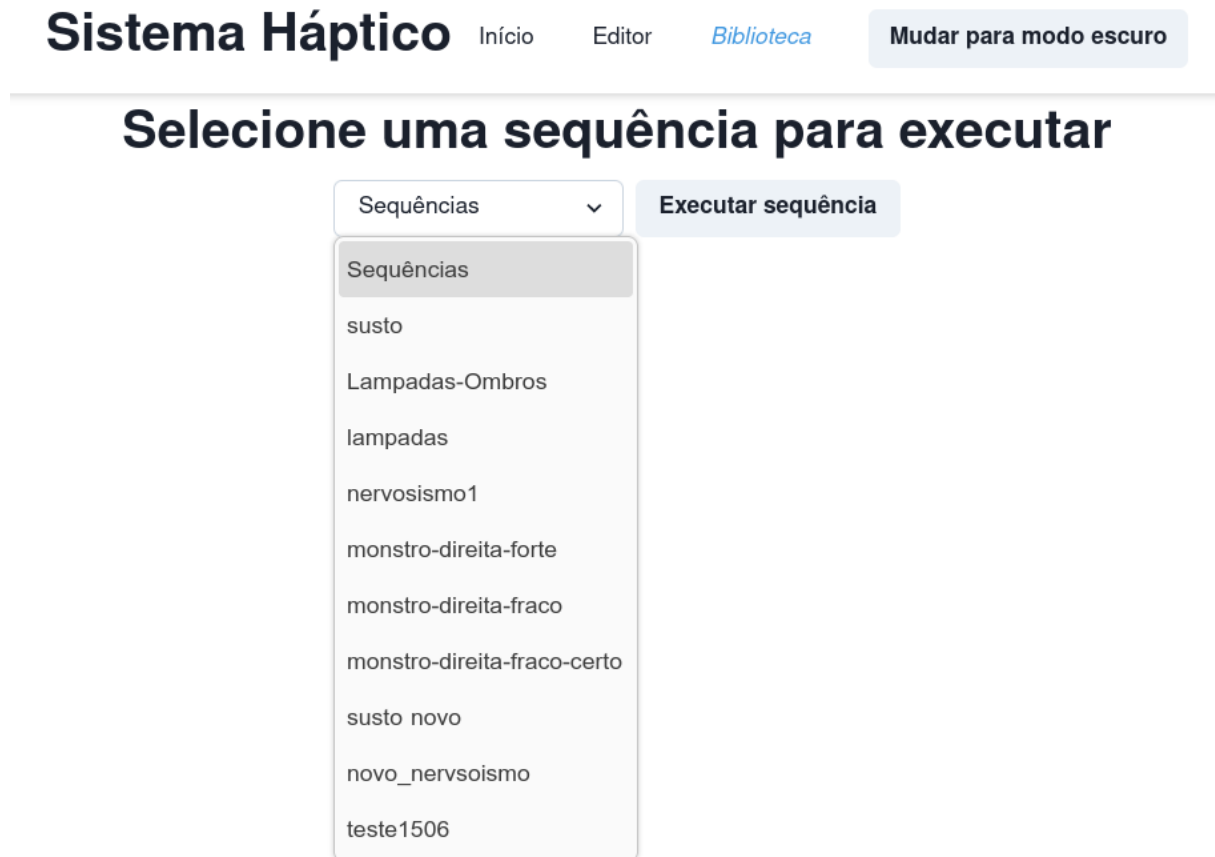 Sistema Háptico Início Editor Biblioteca Mudar para modo escuro
Selecione uma sequência para executar
Sequências Executar sequência
Sequências
susto
Lampadas-Ombros
lampadas
nervosismo1
monstro-direita-forte
monstro-direita-fraco
monstro-direita-fraco-certo
susto novo
novo_nervsoismo
teste1506